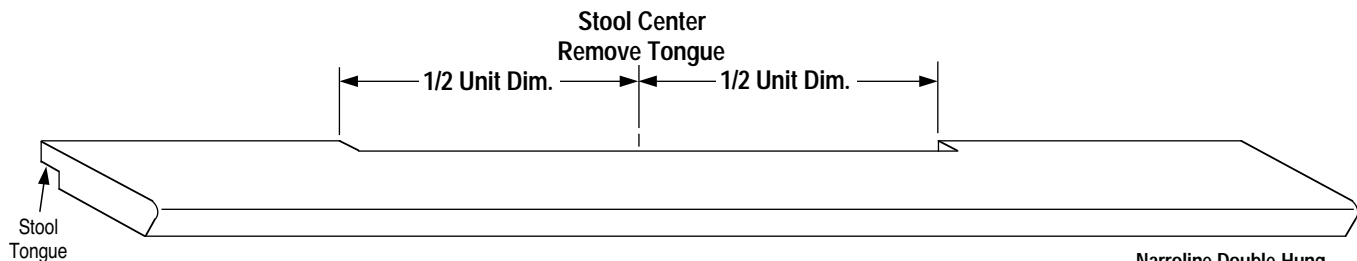 Stool Center
Remove Tongue
1/2 Unit Dim.
1/2 Unit Dim.
Stool
Tongue
Narroline Double-Hung